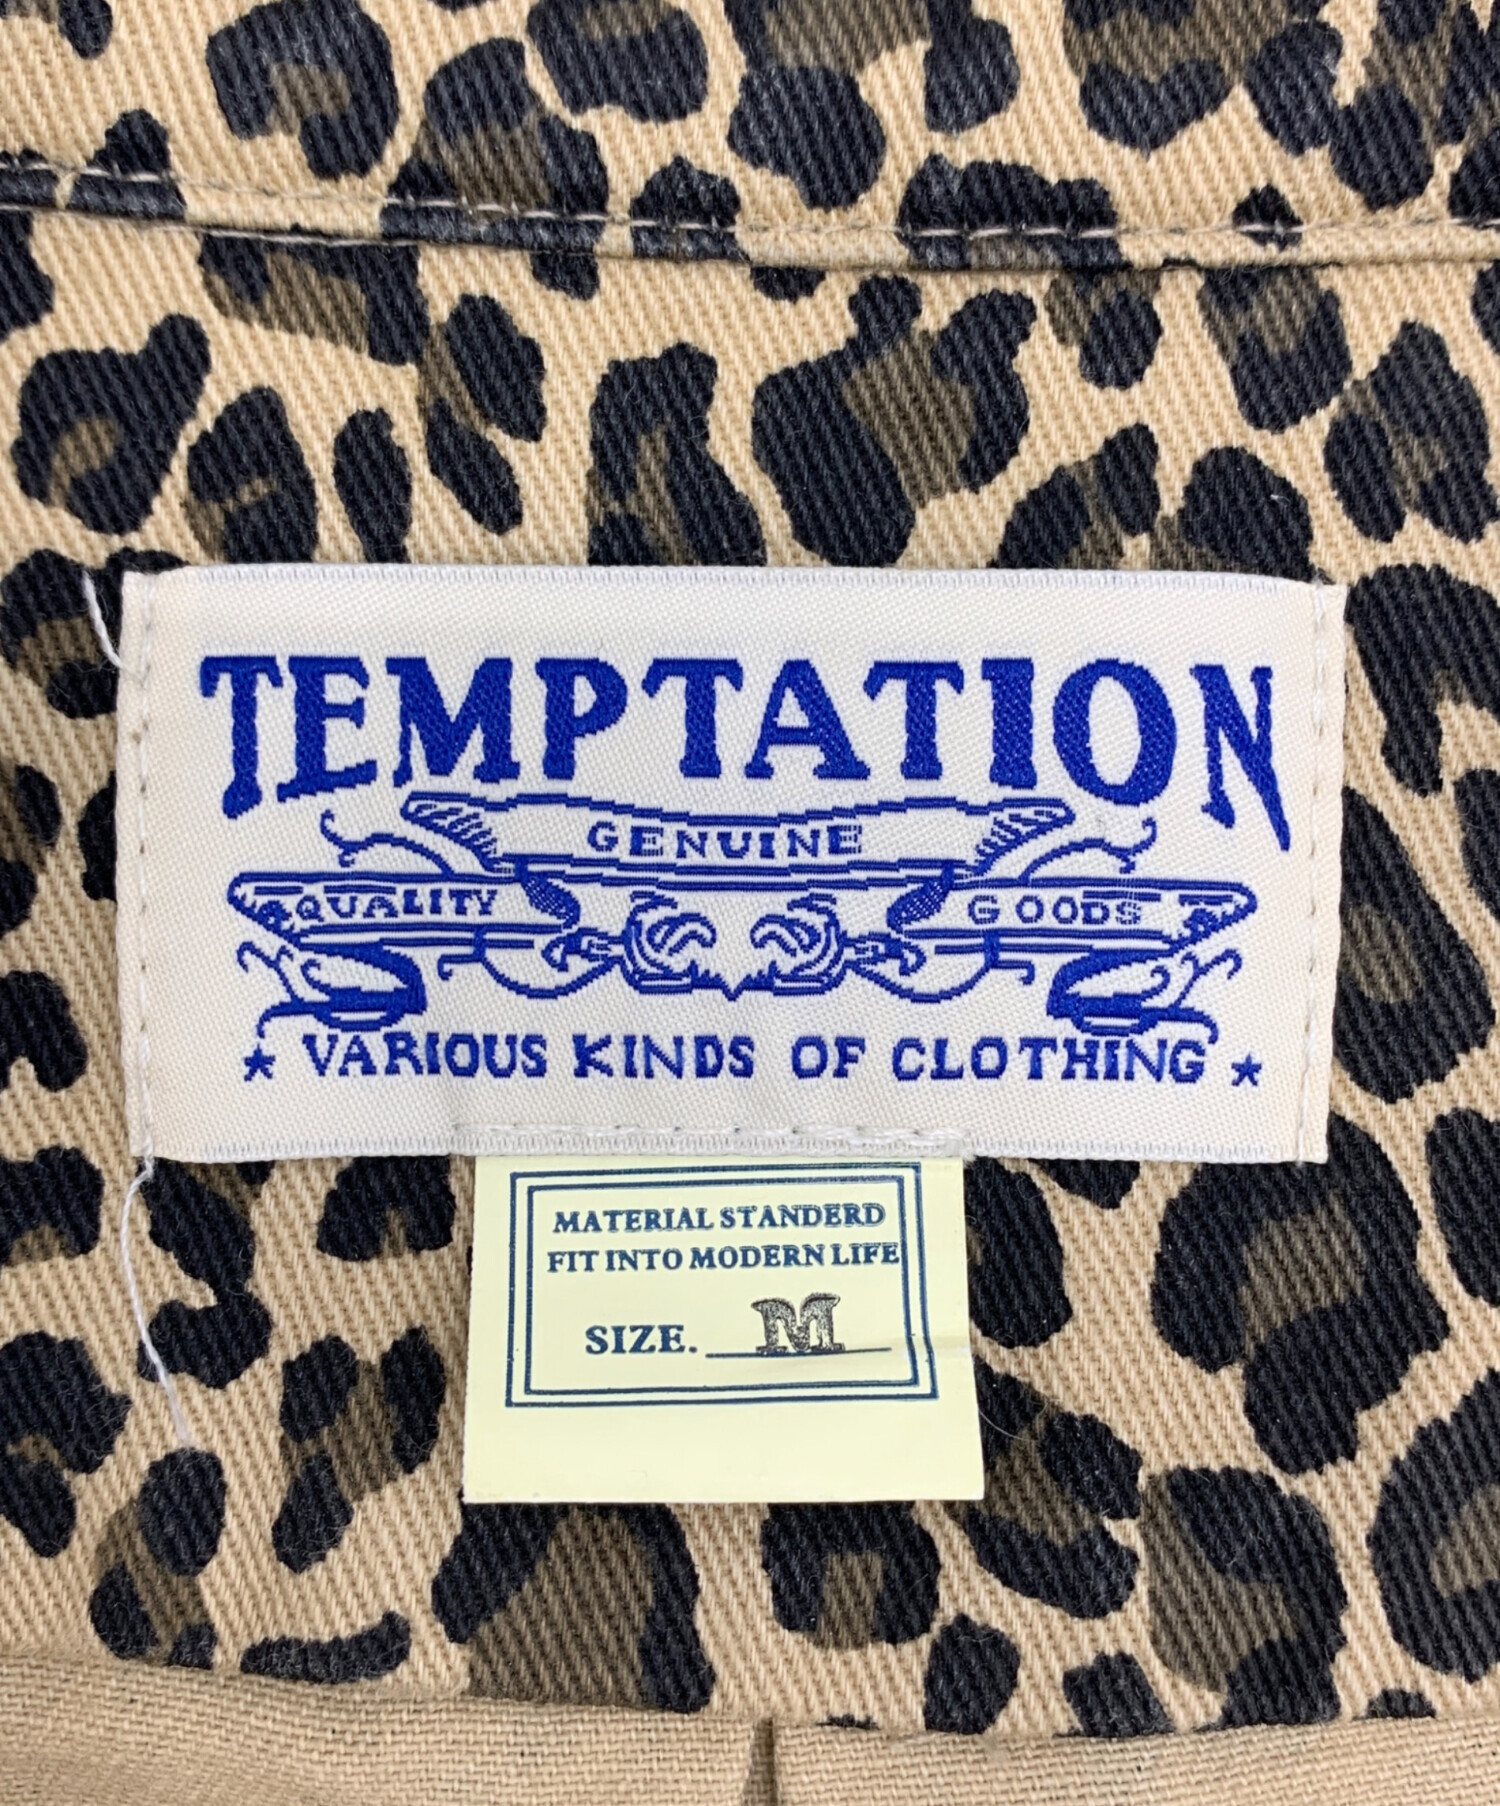 TEMPTATION
GENUINE
QUALITY GOODS
★ VARIOUS KINDS OF CLOTHING ★
MATERIAL STANDERD
FIT INTO MODERN LIFE
SIZE. M